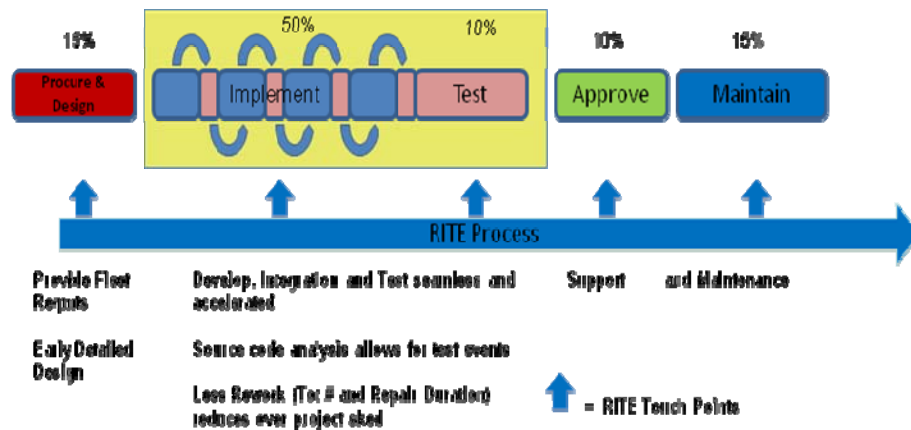 15% 50% 10% 10% 15%
Procure &
Design
Implement
Test
Approve
Maintain
RITE Process
Provide Fleet
Develop, Integration and Test seamless and
accelerated
Support
and Maintenance
Early Detailed
Design
Source code analysis allows for test events
Less Rework (
# and Repair Duration)
reduces over project sked
= RITE Touch Points